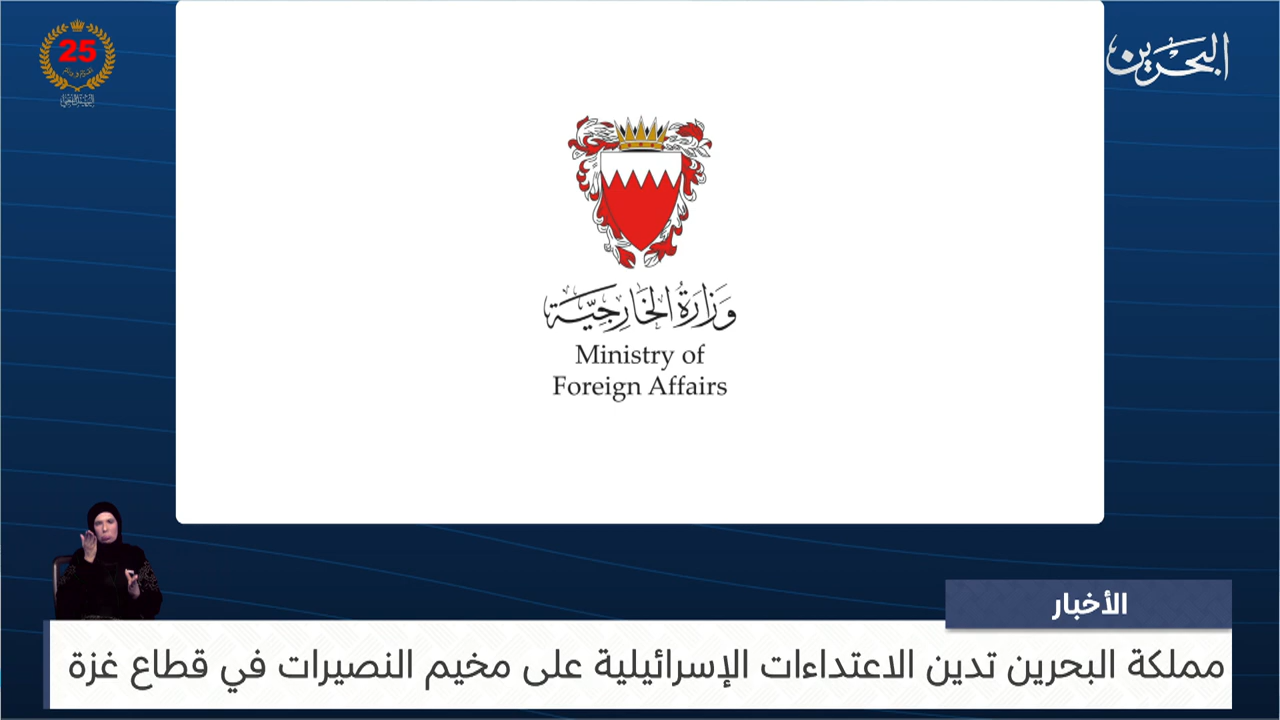 البحرين
25
وزارة الخارجية
Ministry of
Foreign Affairs
الأخبار
مملكة البحرين تدين الاعتداءات الإسرائيلية على مخيم النصيرات في قطاع غزة